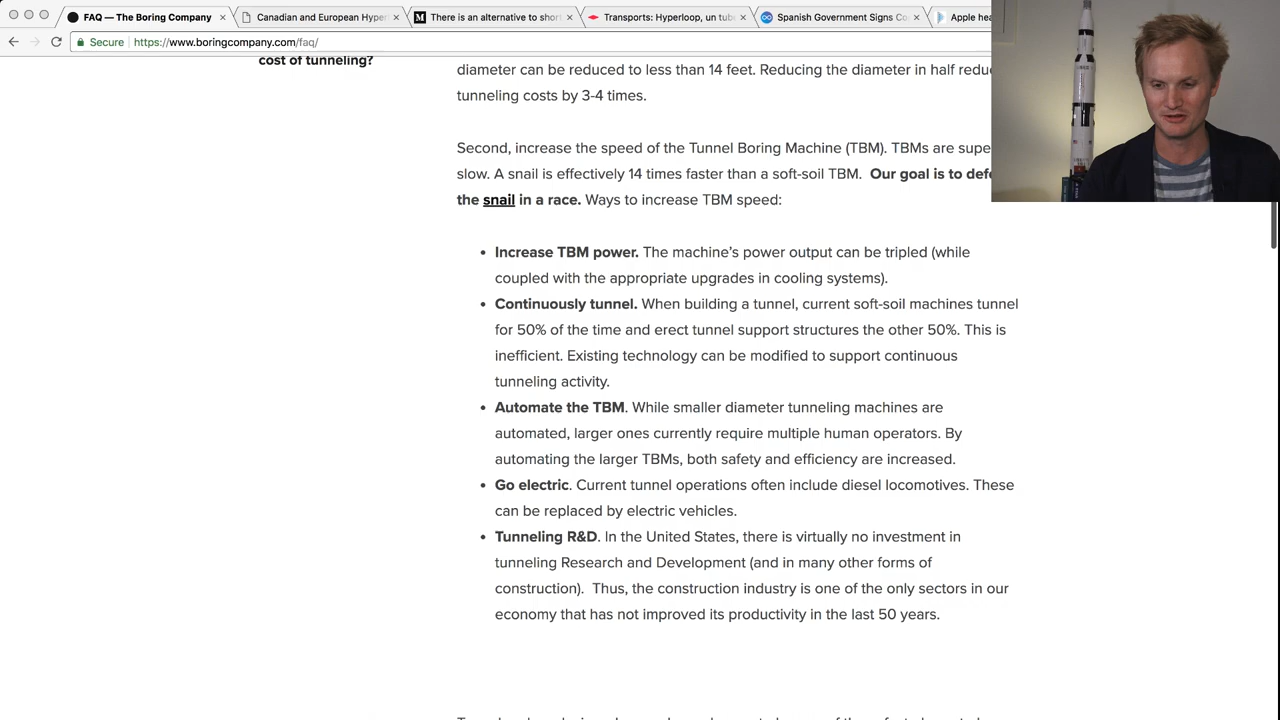 FAQ — The Boring Company
Canadian and European Hyper
There is an alternative to short
Transports: Hyperloop, un tube
Spanish Government Signs Co
Apple hea
Secure https://www.boringcompany.com/faq/
cost of tunneling?
diameter can be reduced to less than 14 feet. Reducing the diameter in half
tunneling costs by 3-4 times.
Second, increase the speed of the Tunnel Boring Machine (TBM). TBMs are
slow. A snail is effectively 14 times faster than a soft-soil TBM. Our goal is to
the snail in a race. Ways to increase TBM speed:
• Increase TBM power. The machine’s power output can be tripled (while
coupled with the appropriate upgrades in cooling systems).
• Continuously tunnel. When building a tunnel, current soft-soil machines tunnel
for 50% of the time and erect tunnel support structures the other 50%. This is
inefficient. Existing technology can be modified to support continuous
tunneling activity.
• Automate the TBM. While smaller diameter tunneling machines are
automated, larger ones currently require multiple human operators. By
automating the larger TBMs, both safety and efficiency are increased.
• Go electric. Current tunnel operations often include diesel locomotives. These
can be replaced by electric vehicles.
• Tunneling R&D. In the United States, there is virtually no investment in
tunneling Research and Development (and in many other forms of
construction). Thus, the construction industry is one of the only sectors in our
economy that has not improved its productivity in the last 50 years.